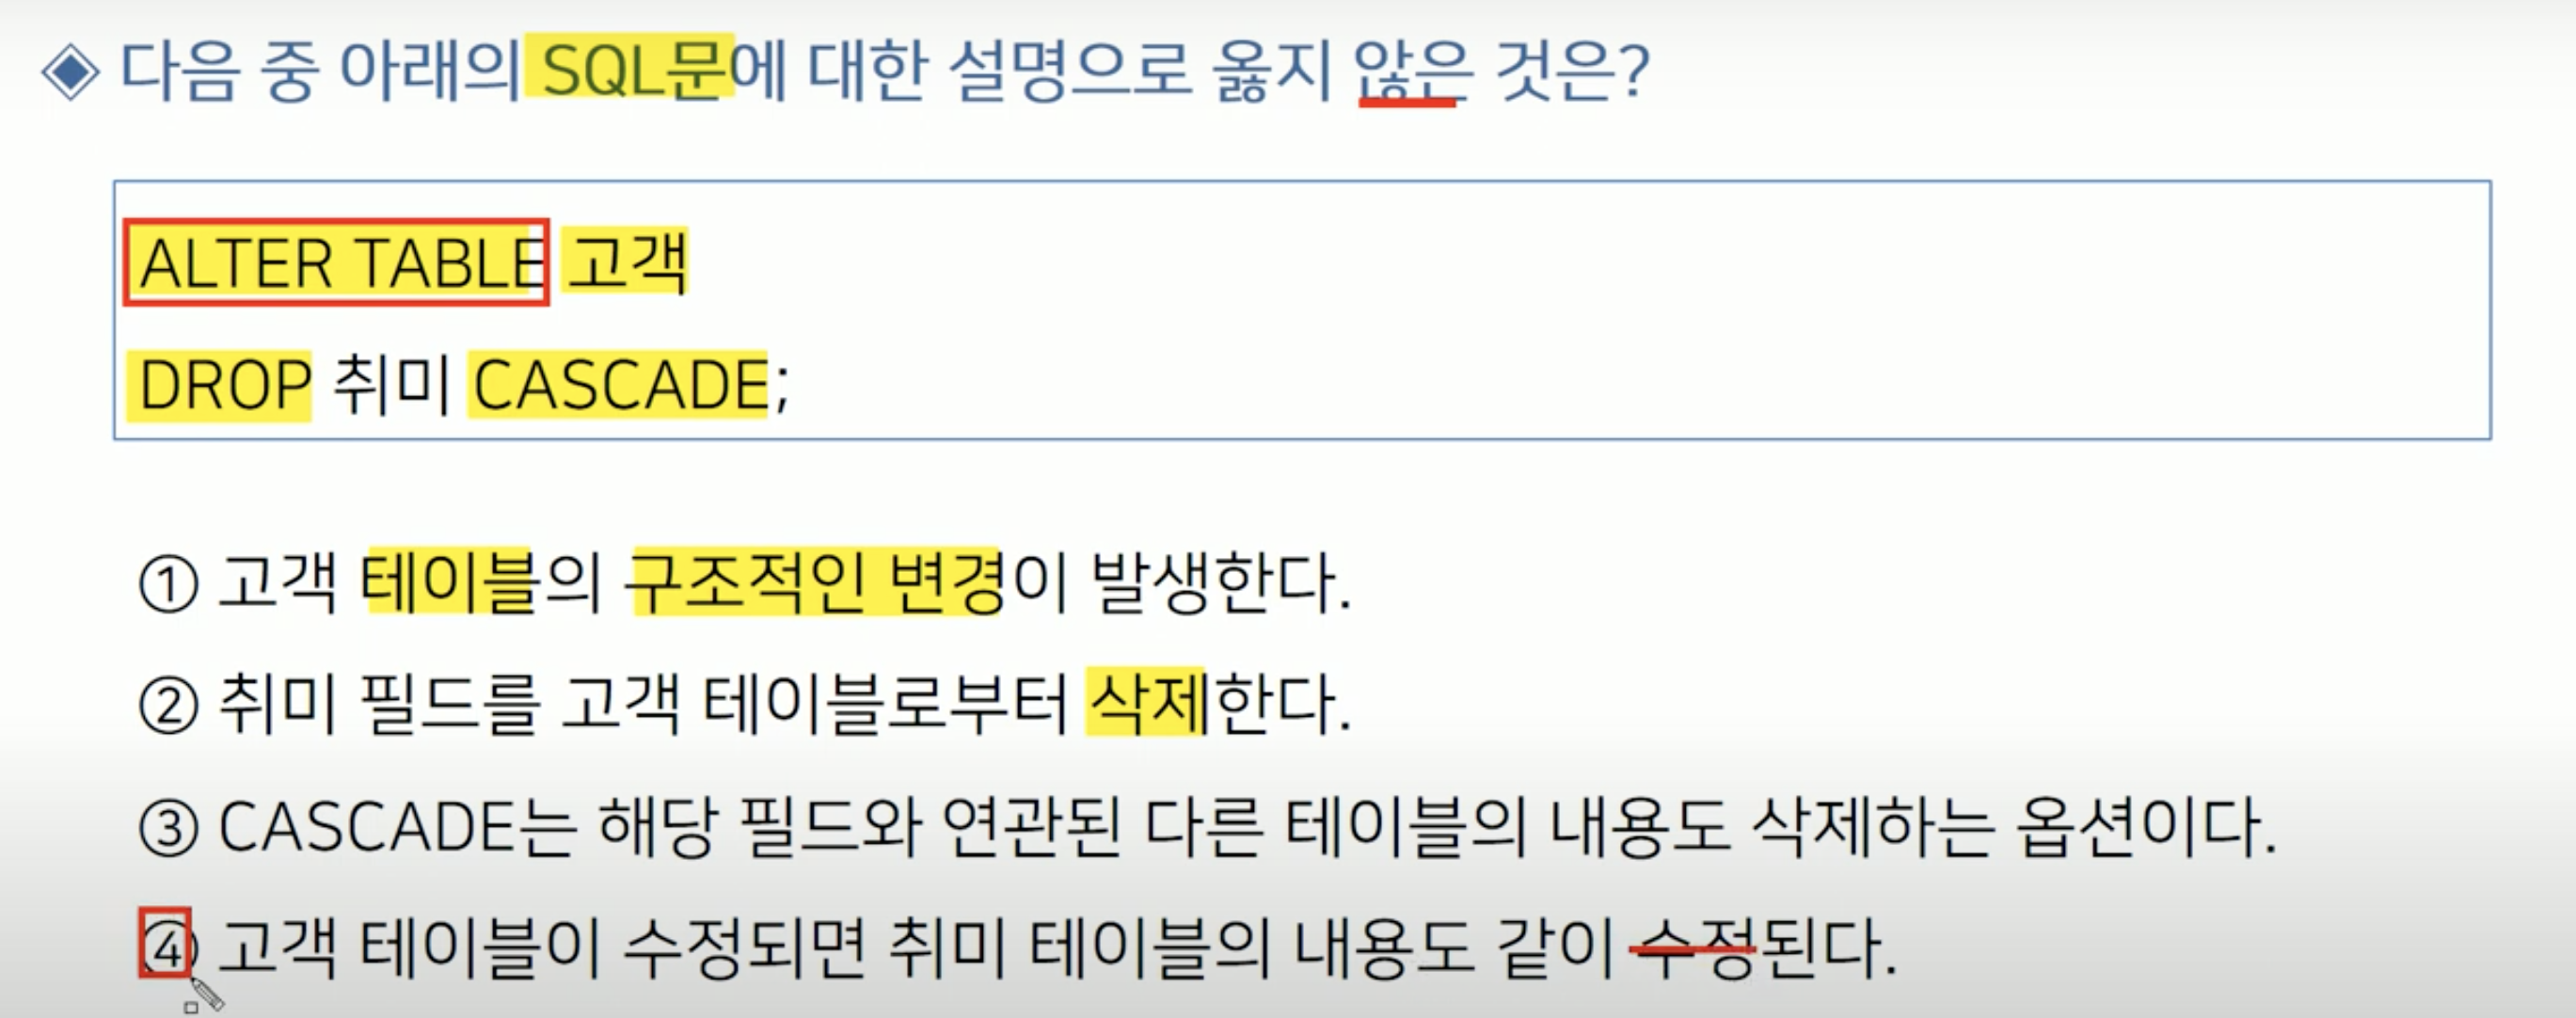 ◈ 다음 중 아래의 SQL문에 대한 설명으로 옳지 않은 것은?
ALTER TABLE 고객
DROP 취미 CASCADE;
① 고객 테이블의 구조적인 변경이 발생한다.
② 취미 필드를 고객 테이블로부터 삭제한다.
③ CASCADE는 해당 필드와 연관된 다른 테이블의 내용도 삭제하는 옵션이다.
④ 고객 테이블이 수정되면 취미 테이블의 내용도 같이 수정된다.